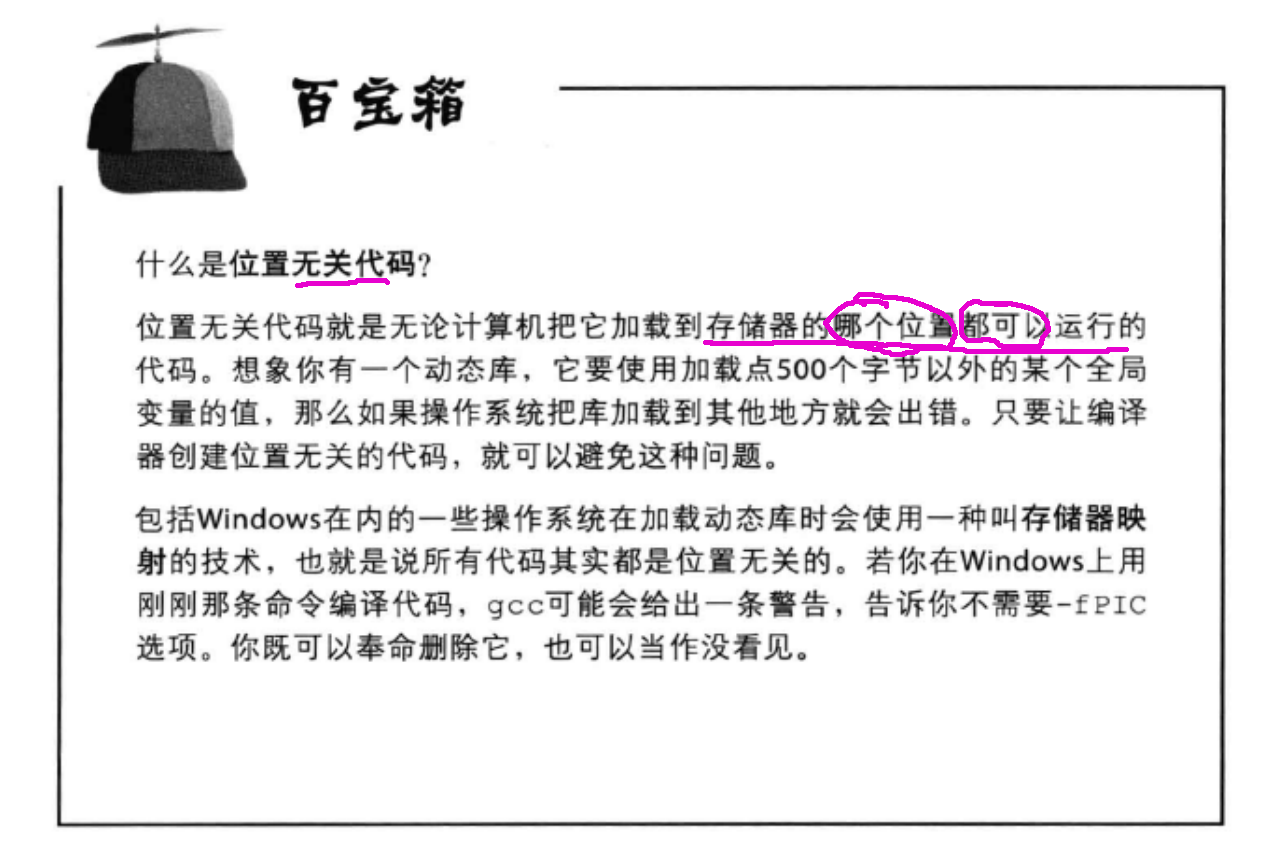 百宝箱
什么是位置无关代码?
位置无关代码就是无论计算机把它加载到存储器的哪个位置都可以运行的
代码。想象你有一个动态库，它要使用加载点500个字节以外的某个全局
变量的值，那么如果操作系统把库加载到其他地方就会出错。只要让编译
器创建位置无关的代码，就可以避免这种问题。
包括Windows在内的一些操作系统在加载动态库时会使用一种叫存储器映
射的技术，也就是说所有代码其实都是位置无关的。若你在Windows上用
刚刚那条命令编译代码，gcc可能会给出一条警告，告诉你不需要-fPIC
选项。你既可以奉命删除它，也可以当作没看见。